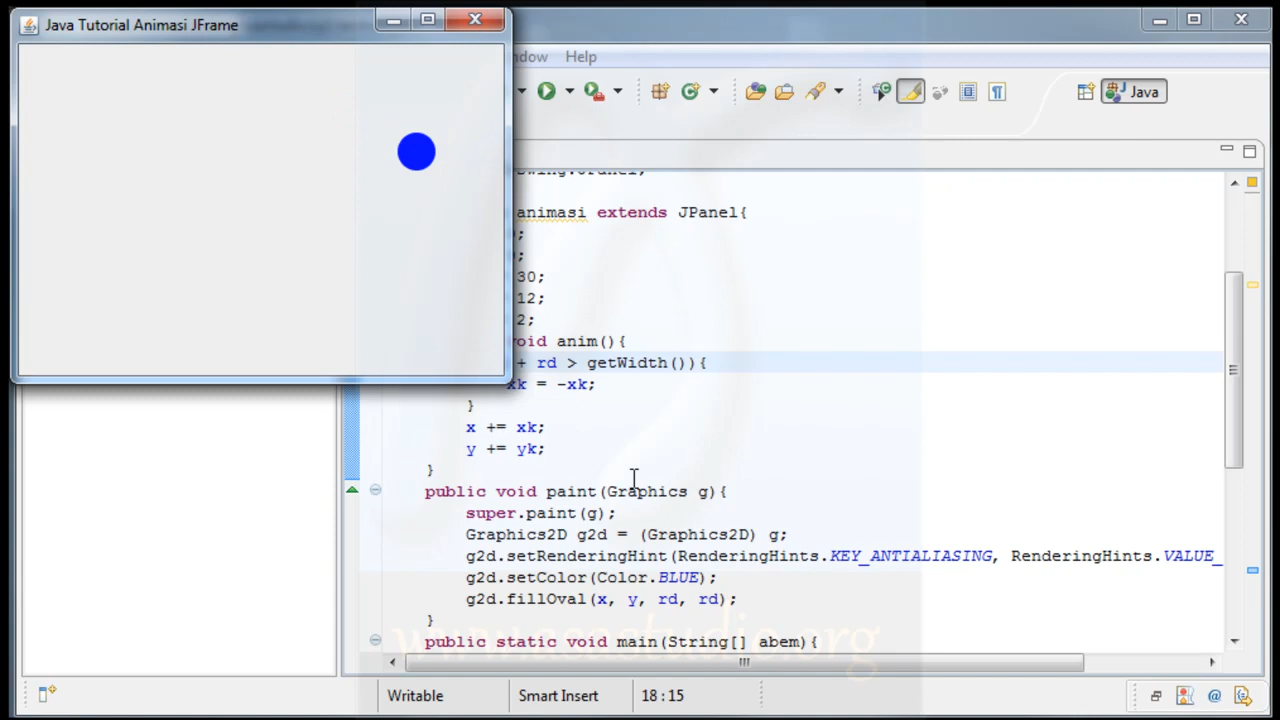 Java Tutorial Animasi JFrame
Help
Java
animasi extends JPanel{
;
;
30;
12;
2;
void anim(){
+ rd > getWidth()){
xk = -xk;
}
x += xk;
y += yk;
}
public void paint(Graphics g){
super.paint(g);
Graphics2D g2d = (Graphics2D) g;
g2d.setRenderingHint(RenderingHints.KEY_ANTIALIASING, RenderingHints.VALUE_
g2d.setColor(Color.BLUE);
g2d.fillOval(x, y, rd, rd);
}
public static void main(String[] abem){
Writable
Smart Insert
18:15